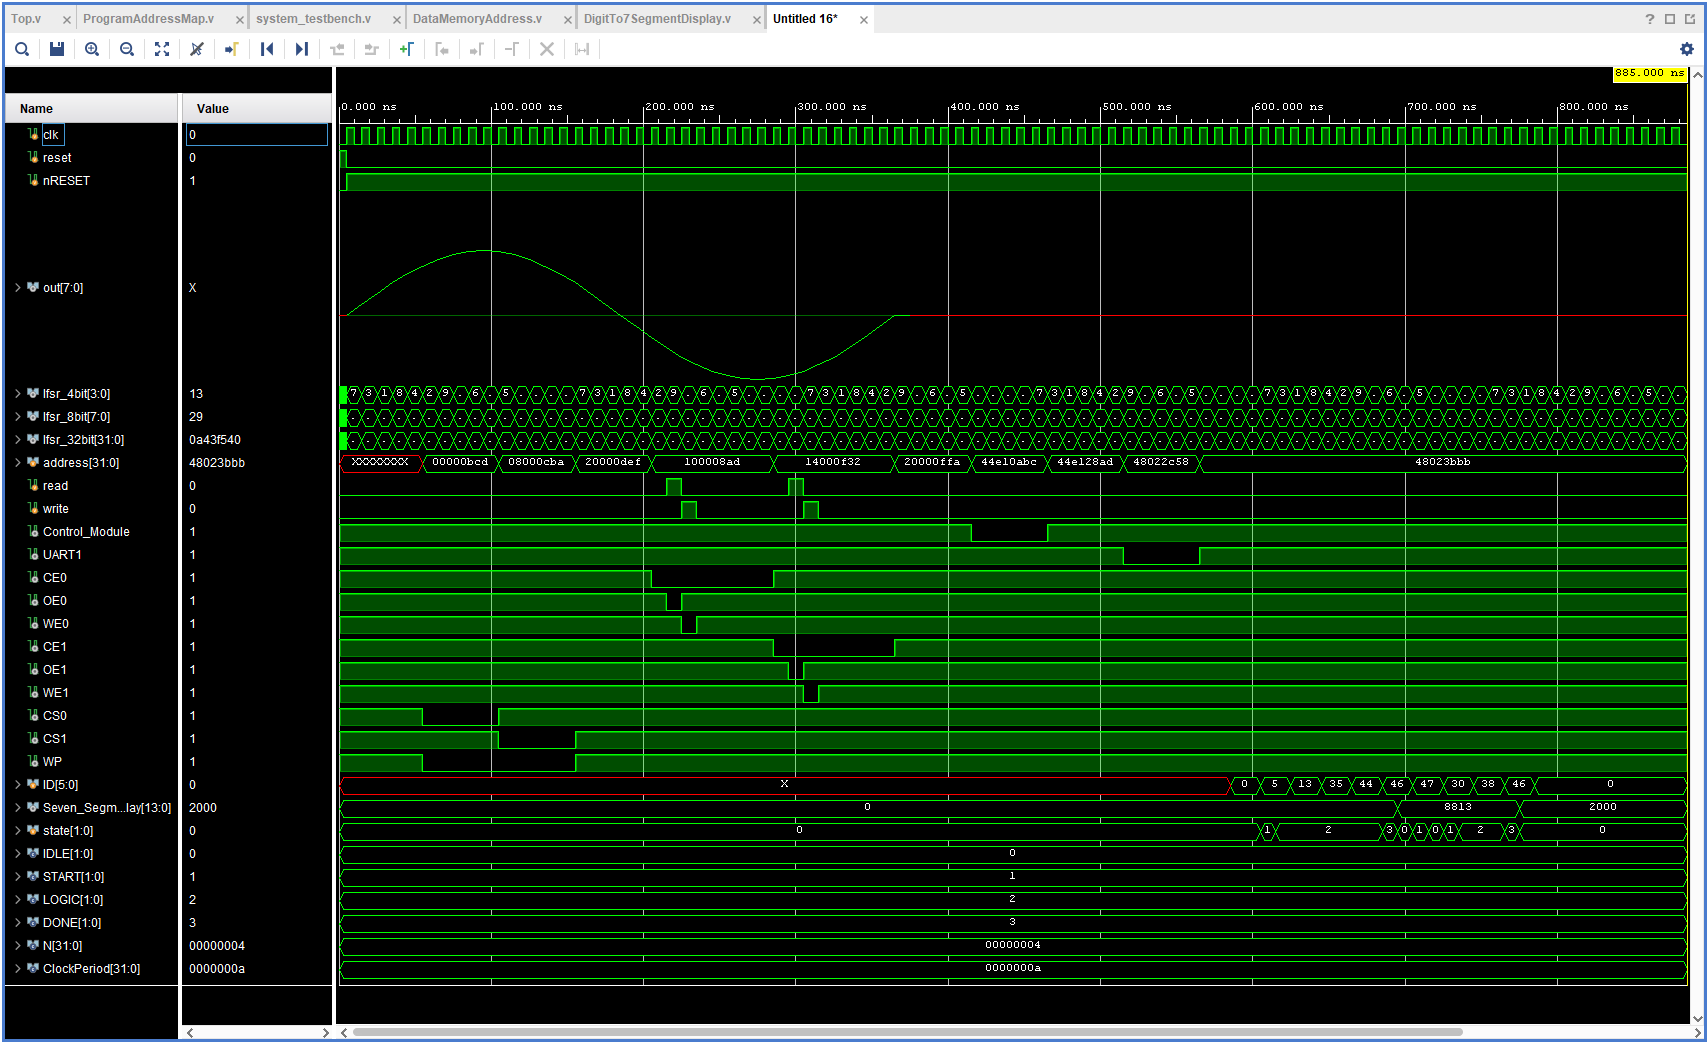 Top.v ProgramAddressMap.v system_testbench.v DataMemoryAddress.v DigitTo7SegmentDisplay.v Untitled 16*
885.000 ns
Name Value 0.000 ns 100.000 ns 200.000 ns 300.000 ns 400.000 ns 500.000 ns 600.000 ns 700.000 ns 800.000 ns
clk 0
reset 0
nRESET 1
out[7:0] X
lfsr_4bit[3:0] 13 7 3 1 8 4 2 9 6 5 7 3 1 8 4 2 9 6 5 7 3 1 8 4 2 9 6 5 7 3 1 8 4 2 9 6 5 7 3 1 8 4 2 9 6 5 7 3 1 8 4 2 9 6 5
lfsr_8bit[7:0] 29
lfsr_32bit[31:0] 0a43f540
address[31:0] 48023bbb XXXXXXXX 00000bcd 08000cba 20000def 100008ad 14000f32 20000ffa 44e10abc 44e128ad 48022c58 48023bbb
read 0
write 0
Control_Module 1
UART1 1
CE0 1
OE0 1
WE0 1
CE1 1
OE1 1
WE1 1
CS0 1
CS1 1
WP 1
ID[5:0] 0 X 0 5 13 35 44 46 47 30 38 46 0
Seven_Segm...lay[13:0] 2000 0 8813 2000
state[1:0] 0 0 1 2 3 0 1 0 1 2 3 0
IDLE[1:0] 0 0
START[1:0] 1 1
LOGIC[1:0] 2 2
DONE[1:0] 3 3
N[31:0] 00000004 00000004
ClockPeriod[31:0] 0000000a 0000000a